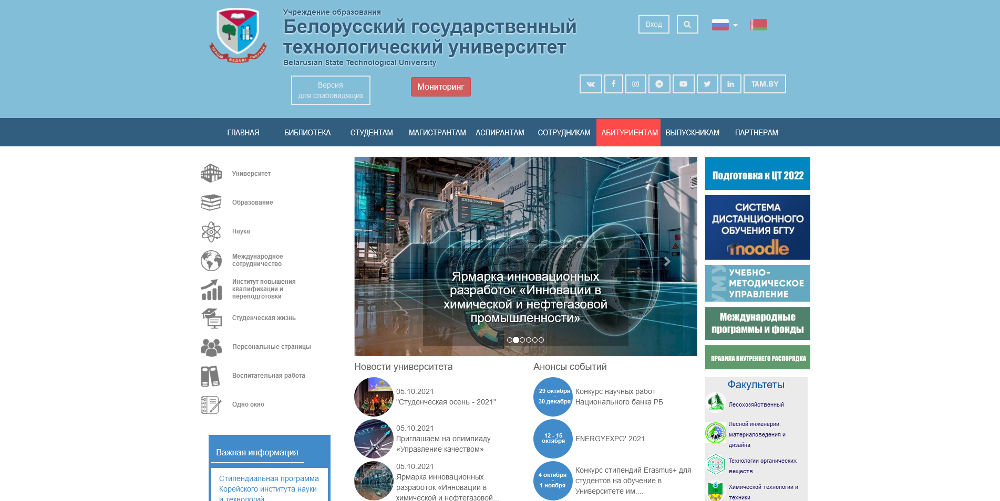 Учреждение образования
Белорусский государственный
технологический университет
Belarusian State Technological University
ПРАЦАЙ ВЕДАМІ НАВУКАЙ
Вход
Версия
для слабовидящих
Мониторинг
TAM.BY
ГЛАВНАЯ БИБЛИОТЕКА СТУДЕНТАМ МАГИСТРАНТАМ АСПИРАНТАМ СОТРУДНИКАМ АБИТУРИЕНТАМ ВЫПУСКНИКАМ ПАРТНЕРАМ
Университет
Образование
Наука
Международное
сотрудничество
Институт повышения
квалификации и
переподготовки
Студенческая жизнь
Персональные страницы
Воспитательная работа
Одно окно
Важная информация
Стипендиальная программа
Корейского института науки
и технологий
SCHEDULED MAINTENANCE
Ярмарка инновационных
разработок «Инновации в
химической и нефтегазовой
промышленности»
Новости университета
05.10.2021
"Студенческая осень - 2021"
05.10.2021
Приглашаем на олимпиаду
«Управление качеством»
05.10.2021
Ярмарка инновационных
разработок «Инновации в
химической и нефтегазовой...
Анонсы событий
29 октября
-
30 декабря
Конкурс научных работ
Национального банка РБ
12 - 15
октября
ENERGYEXPO' 2021
4 октября
-
1 ноября
Конкурс стипендий Erasmus+ для
студентов на обучение в
Университете им....
Подготовка к ЦТ 2022
СИСТЕМА
ДИСТАНЦИОННОГО
ОБУЧЕНИЯ БГТУ
moodle
УМУ
УЧЕБНО-
МЕТОДИЧЕСКОЕ
УПРАВЛЕНИЕ
Международные
программы и фонды
ПРАВИЛА ВНУТРЕННЕГО РАСПОРЯДКА
Факультеты
Лесохозяйственный
Лесной инженерии,
материаловедения и
дизайна
Технологии органических
веществ
Химической технологии и
техники